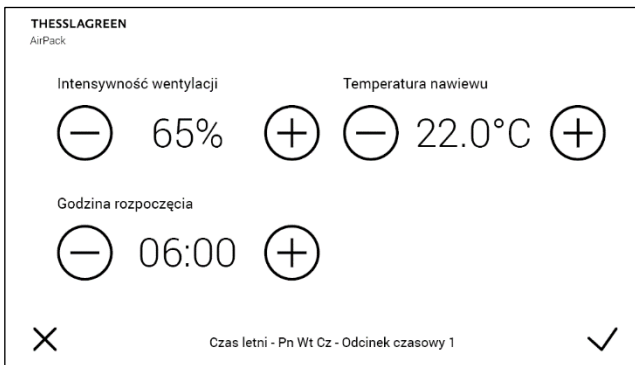 THESSLAGREEN
AirPack
Intensywność wentylacji
Temperatura nawiewu
65%
22.0°C
Godzina rozpoczęcia
06:00
Czas letni - Pn Wt Cz - Odcinek czasowy 1